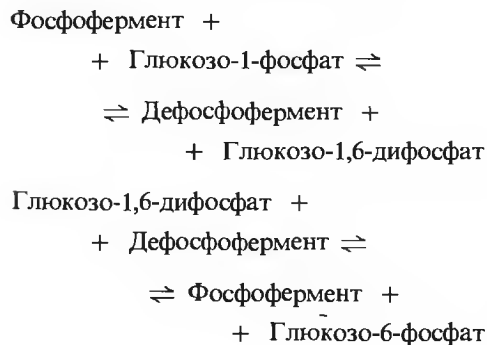 Фосфофермент +
+ Глюкозо-1-фосфат ⇌
⇌ Дефосфофермент +
+ Глюкозо-1,6-дифосфат
Глюкозо-1,6-дифосфат +
+ Дефосфофермент ⇌
⇌ Фосфофермент +
+ Глюкозо-6-фосфат